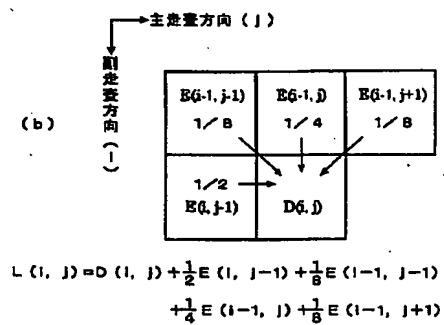 主走査方向(j)
副走査方向(i)
(b)
E(i-1, j-1)
E(i-1, j)
E(i-1, j+1)
1/8
1/4
1/8
1/2
E(i, j-1)
D(i, j)
L(i, j)=D(i, j)+1/2E(i, j-1)+1/8E(i-1, j-1)
+1/4E(i-1, j)+1/8E(i-1, j+1)